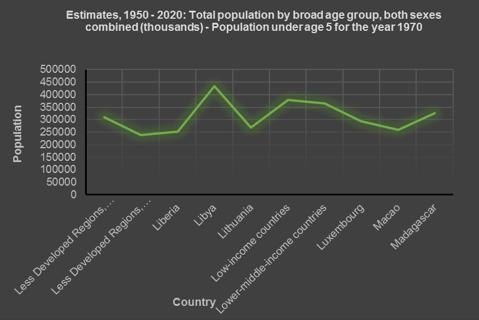 Estimates, 1950 - 2020: Total population by broad age group, both sexes
combined (thousands) - Population under age 5 for the year 1970
Population
500000
450000
400000
350000
300000
250000
200000
150000
100000
50000
0
Less Developed Regions,…
Less Developed Regions,…
Liberia
Libya
Lithuania
Low-income countries
Lower-middle-income countries
Luxembourg
Macao
Madagascar
Country